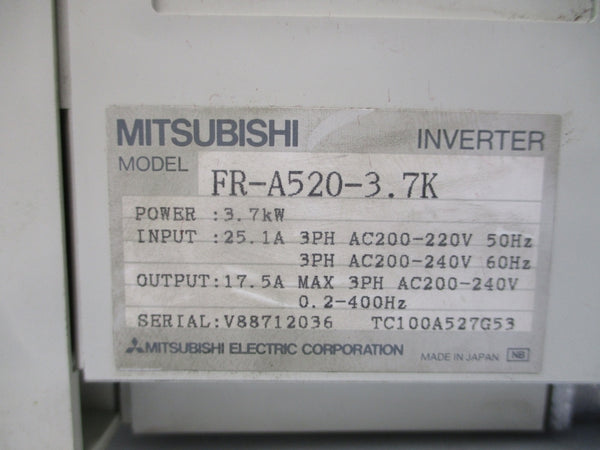 MITSUBISHI INVERTER
MODEL FR-A520-3.7K
POWER :3.7kW
INPUT :25.1A 3PH AC200-220V 50Hz
3PH AC200-240V 60Hz
OUTPUT:17.5A MAX 3PH AC200-240V
0.2-400Hz
SERIAL:V88712036 TC100A527G53
MITSUBISHI ELECTRIC CORPORATION MADE IN JAPAN NB